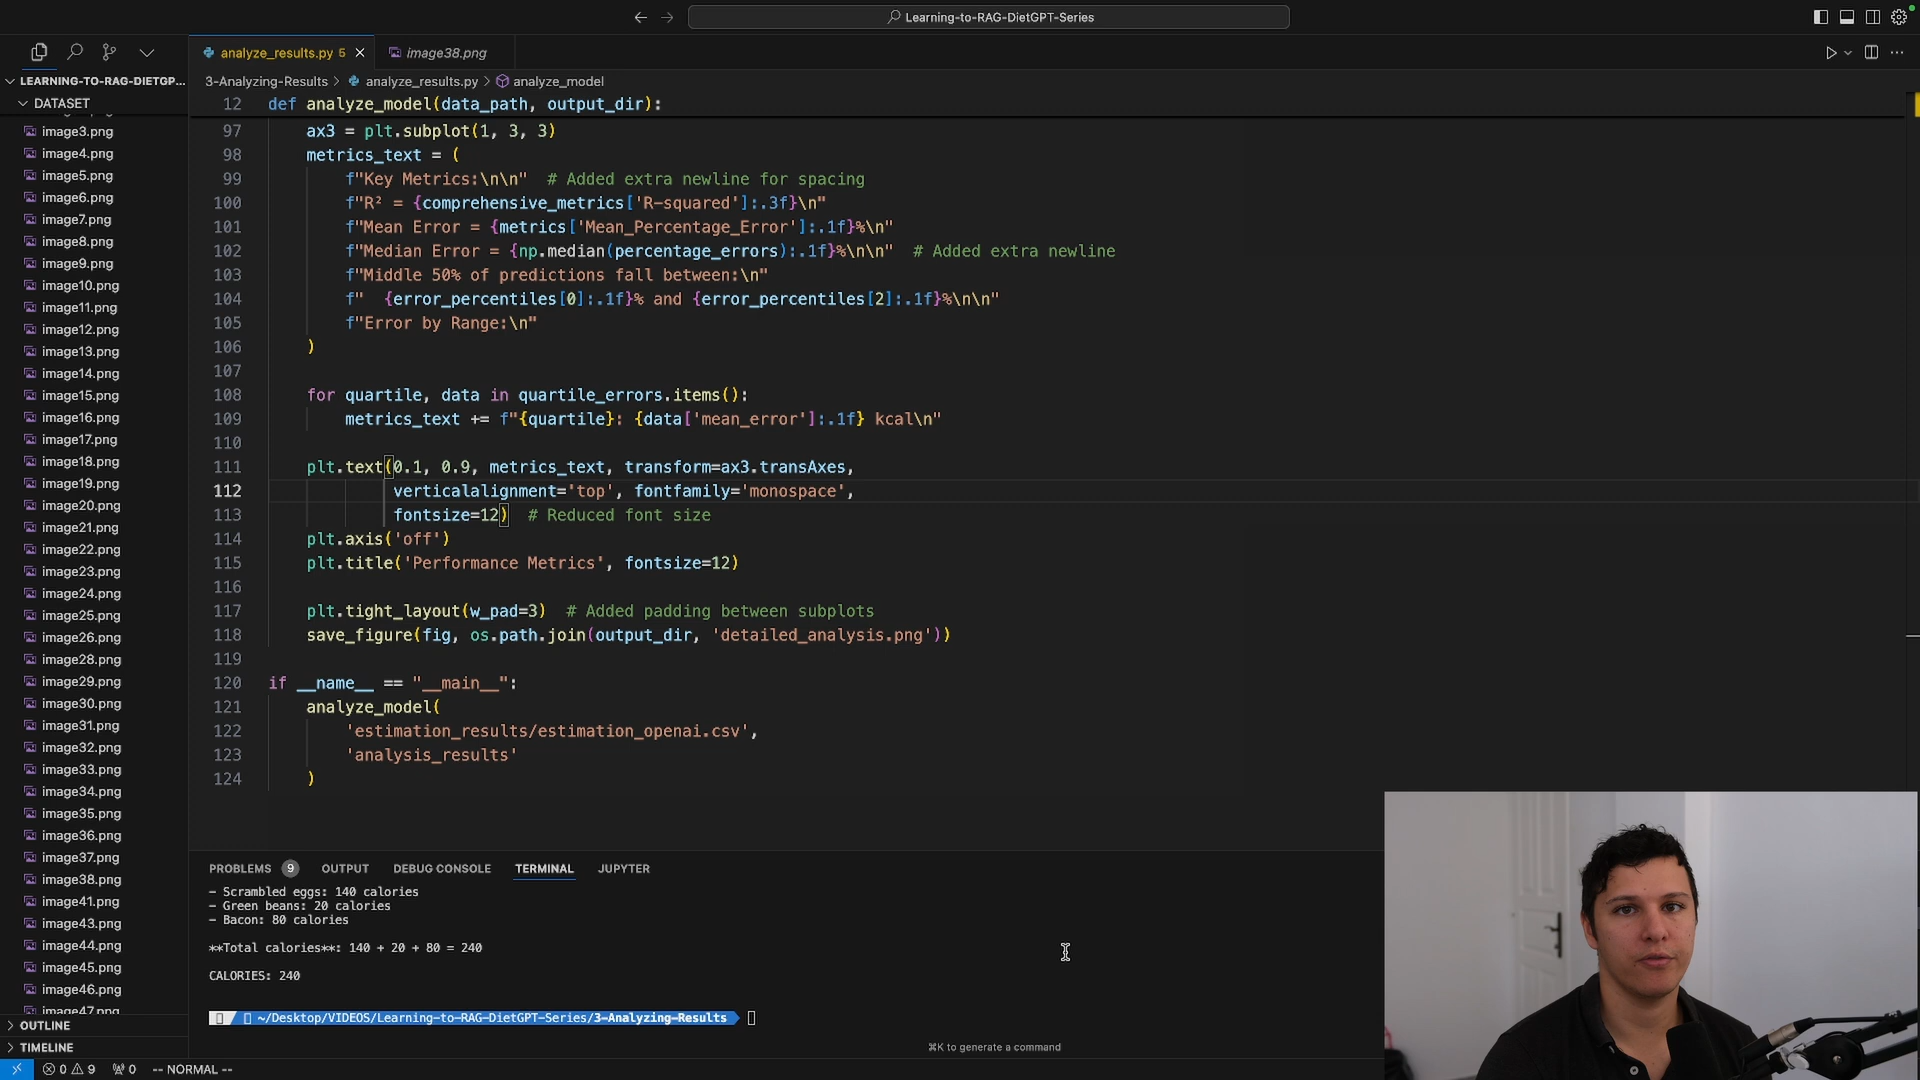 Learning-to-RAG-DietGPT-Series
analyze_results.py 5
image38.png
LEARNING-TO-RAG-DIETGP...
3-Analyzing-Results > analyze_results.py > analyze_model
DATASET
image3.png
image4.png
image5.png
image6.png
image7.png
image8.png
image9.png
image10.png
image11.png
image12.png
image13.png
image14.png
image15.png
image16.png
image17.png
image18.png
image19.png
image20.png
image21.png
image22.png
image23.png
image24.png
image25.png
image26.png
image28.png
image29.png
image30.png
image31.png
image32.png
image33.png
image34.png
image35.png
image36.png
image37.png
image38.png
image41.png
image43.png
image44.png
image45.png
image46.png
image47.png
OUTLINE
TIMELINE
12 def analyze_model(data_path, output_dir):
97 ax3 = plt.subplot(1, 3, 3)
98 metrics_text = (
99 f"Key Metrics:\n\n" # Added extra newline for spacing
100 f"R² = {comprehensive_metrics['R-squared']:.3f}\n"
101 f"Mean Error = {metrics['Mean_Percentage_Error']:.1f}%\n"
102 f"Median Error = {np.median(percentage_errors):.1f}%\n\n" # Added extra newline
103 f"Middle 50% of predictions fall between:\n"
104 f"  {error_percentiles[0]:.1f}% and {error_percentiles[2]:.1f}%\n\n"
105 f"Error by Range:\n"
106 )
107
108 for quartile, data in quartile_errors.items():
109 metrics_text += f"{quartile}: {data['mean_error']:.1f} kcal\n"
110
111 plt.text(0.1, 0.9, metrics_text, transform=ax3.transAxes,
112 verticalalignment='top', fontfamily='monospace',
113 fontsize=12) # Reduced font size
114 plt.axis('off')
115 plt.title('Performance Metrics', fontsize=12)
116
117 plt.tight_layout(w_pad=3) # Added padding between subplots
118 save_figure(fig, os.path.join(output_dir, 'detailed_analysis.png'))
119
120 if __name__ == "__main__":
121 analyze_model(
122 'estimation_results/estimation_openai.csv',
123 'analysis_results'
124 )
PROBLEMS 9 OUTPUT DEBUG CONSOLE TERMINAL JUPYTER
- Scrambled eggs: 140 calories
- Green beans: 20 calories
- Bacon: 80 calories
**Total calories**: 140 + 20 + 80 = 240
CALORIES: 240
~/Desktop/VIDEOS/Learning-to-RAG-DietGPT-Series/3-Analyzing-Results
⌘K to generate a command
0 9 0 -- NORMAL --